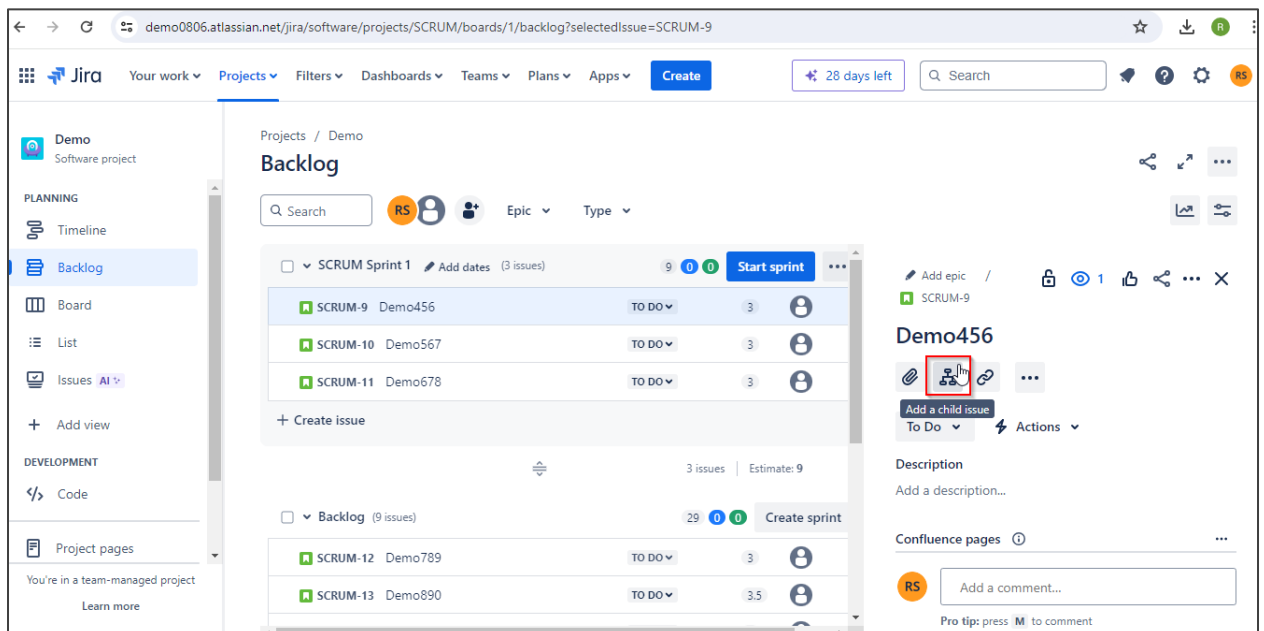 demo0806.atlassian.net/jira/software/projects/SCRUM/boards/1/backlog?selectedIssue=SCRUM-9
R
Jira Your work Projects Filters Dashboards Teams Plans Apps Create 28 days left Search RS
Demo
Software project
PLANNING
Timeline
Backlog
Board
List
Issues AI
+ Add view
DEVELOPMENT
Code
Project pages
You're in a team-managed project
Learn more
Projects / Demo
Backlog
Search RS Epic Type
SCRUM Sprint 1 Add dates (3 issues) 9 0 0 Start sprint
SCRUM-9 Demo456 TO DO 3
SCRUM-10 Demo567 TO DO 3
SCRUM-11 Demo678 TO DO 3
+ Create issue
3 issues Estimate: 9
Backlog (9 issues) 29 0 0 Create sprint
SCRUM-12 Demo789 TO DO 3
SCRUM-13 Demo890 TO DO 3.5
Add epic / 1
SCRUM-9
Demo456
Add a child issue
To Do Actions
Description
Add a description...
Confluence pages
RS Add a comment...
Pro tip: press M to comment